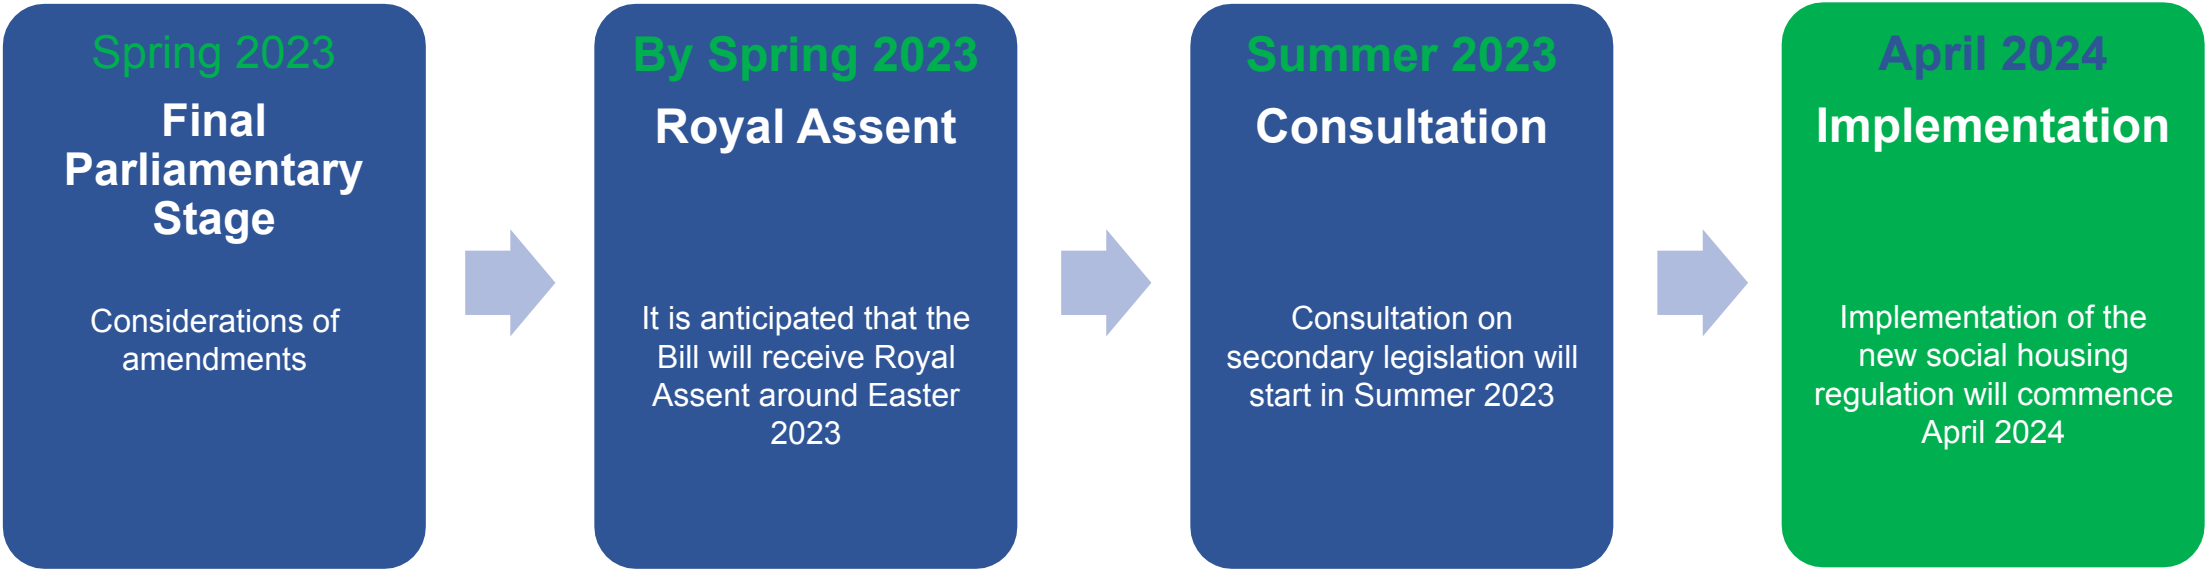 Spring 2023
Final
Parliamentary
Stage
Considerations of
amendments
By Spring 2023
Royal Assent
It is anticipated that the
Bill will receive Royal
Assent around Easter
2023
Summer 2023
Consultation
Consultation on
secondary legislation will
start in Summer 2023
April 2024
Implementation
Implementation of the
new social housing
regulation will commence
April 2024